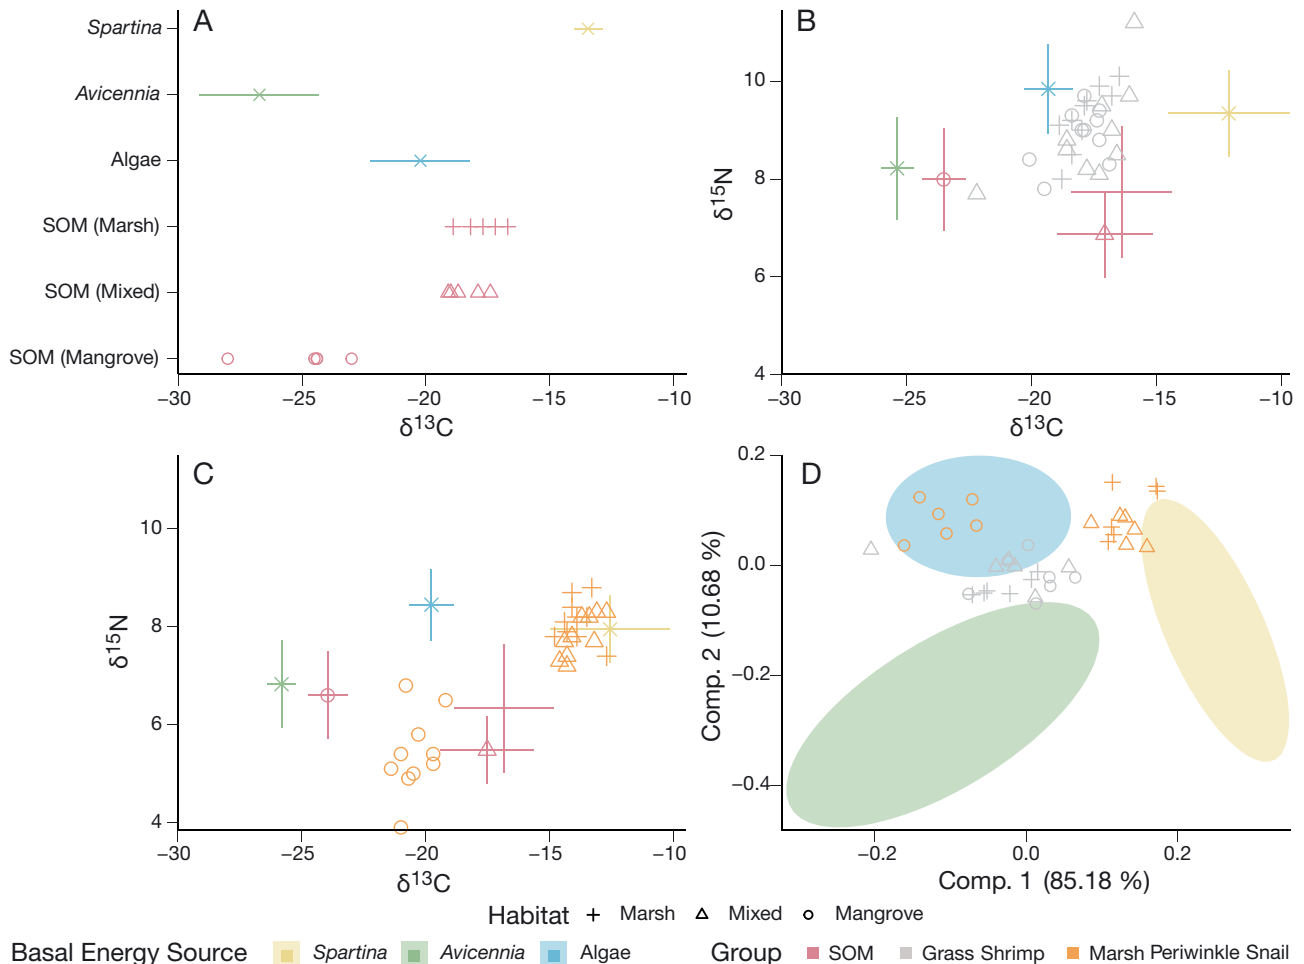 A
Spartina
Avicennia
Algae
SOM (Marsh)
SOM (Mixed)
SOM (Mangrove)
−30 −25 −20 −15 −10
δ¹³C
B
10
8
6
4
δ¹⁵N
−30 −25 −20 −15 −10
δ¹³C
C
10
8
6
4
δ¹⁵N
−30 −25 −20 −15 −10
δ¹³C
D
0.2
0.0
−0.2
−0.4
Comp. 2 (10.68 %)
−0.2 0.0 0.2
Comp. 1 (85.18 %)
Habitat Marsh Mixed Mangrove
Basal Energy Source Spartina Avicennia Algae Group SOM Grass Shrimp Marsh Periwinkle Snail